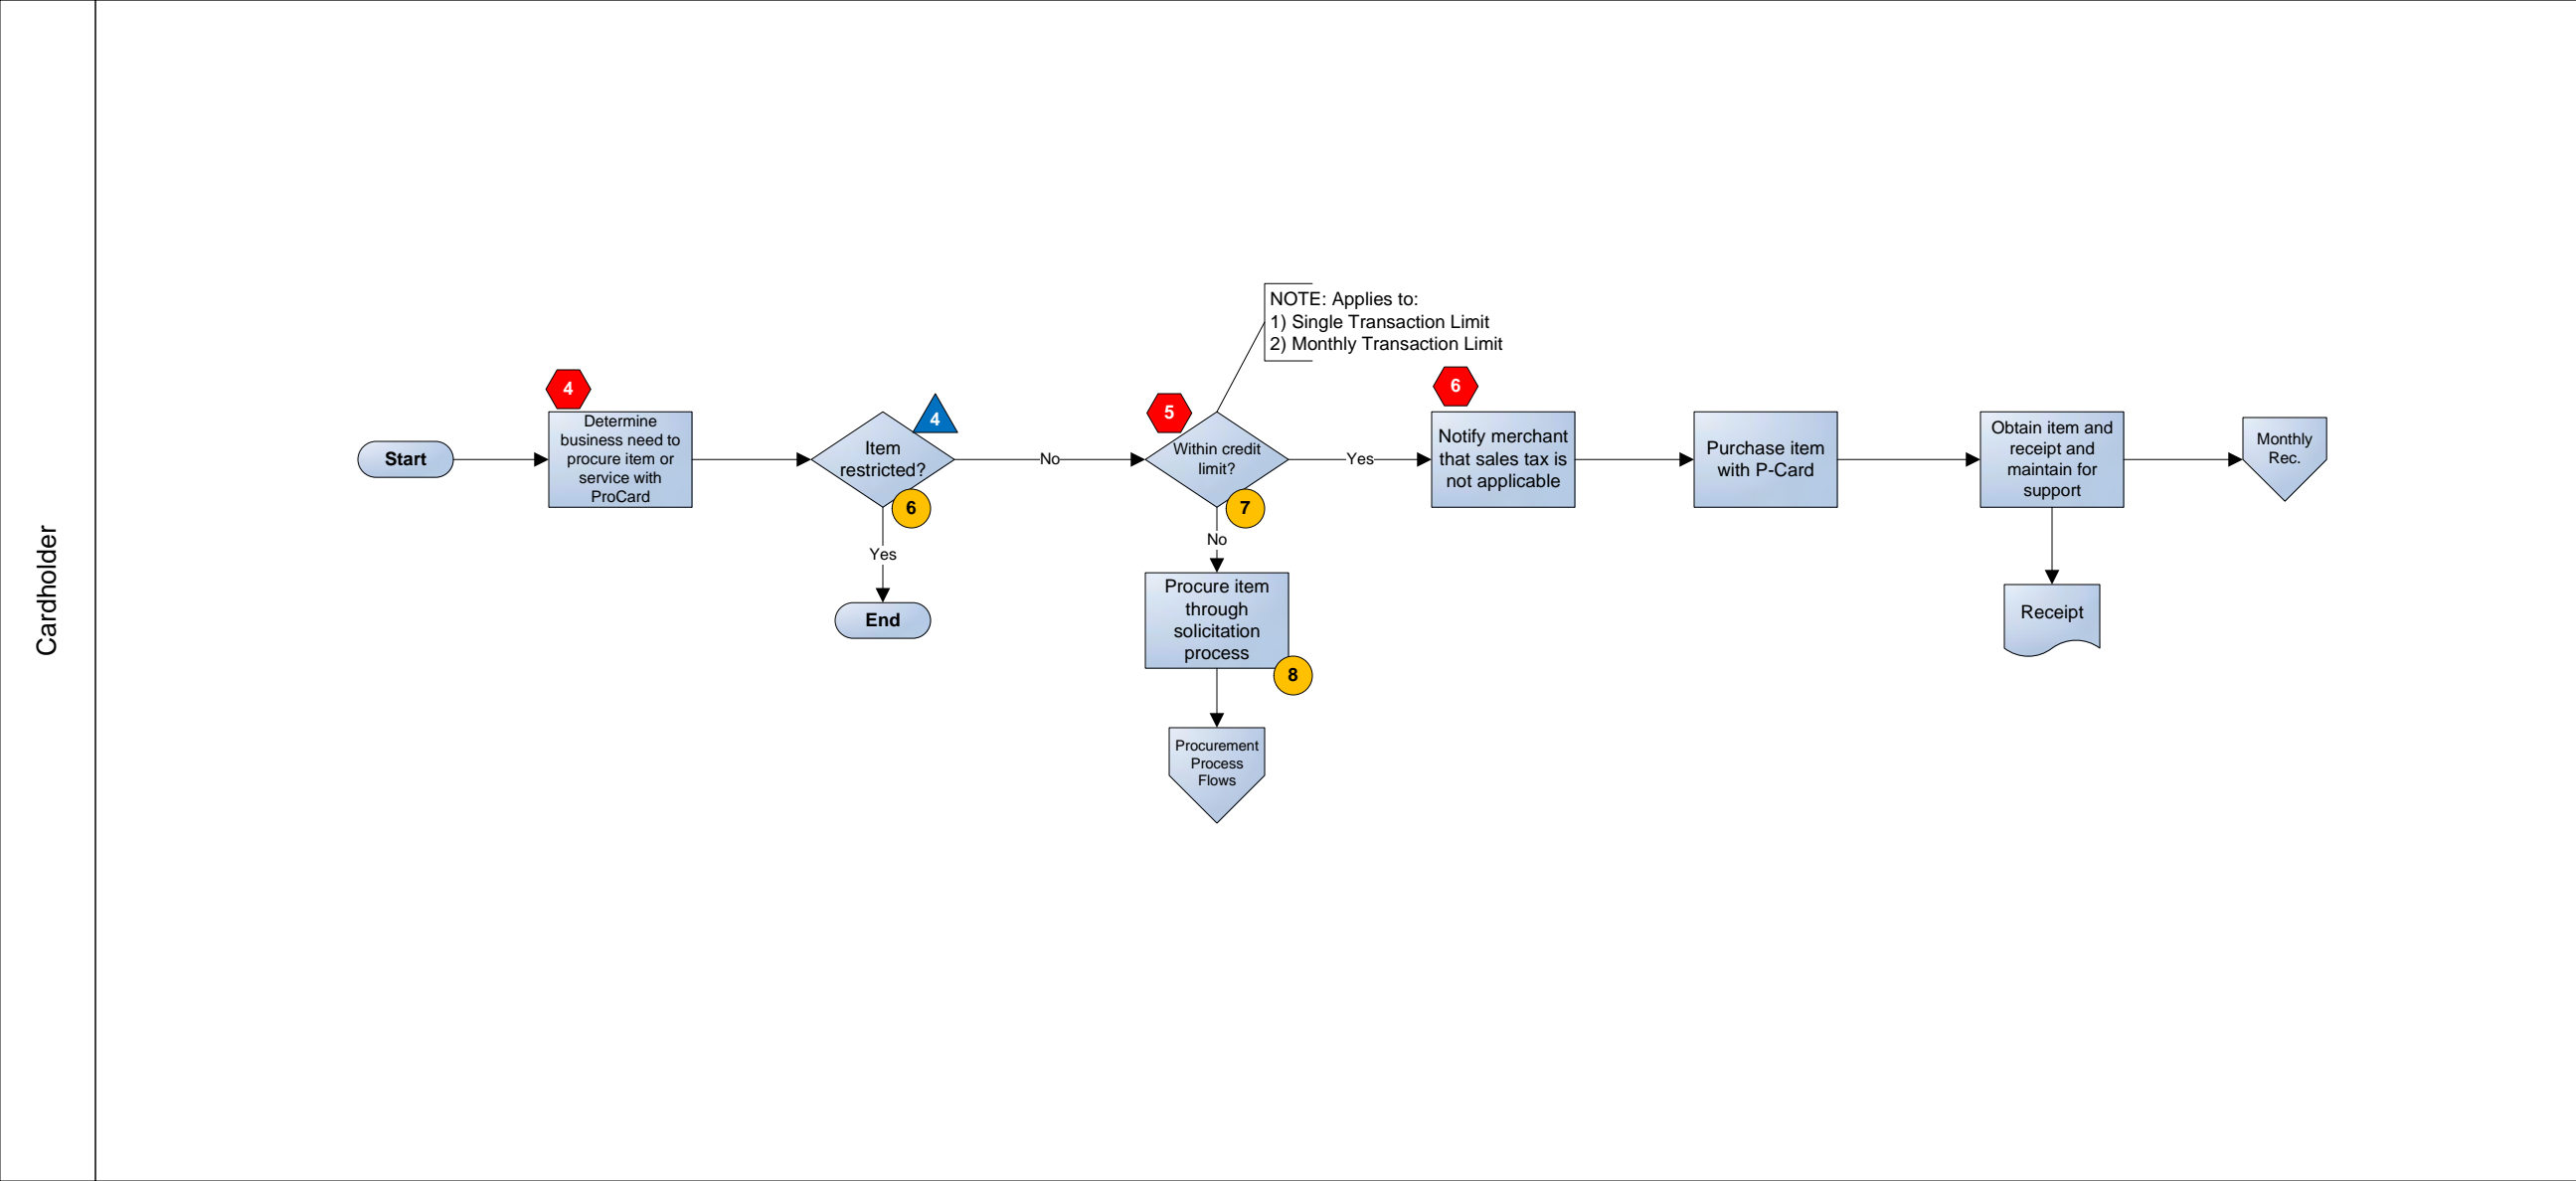 Cardholder
NOTE: Applies to:
1) Single Transaction Limit
2) Monthly Transaction Limit
Start
4
Determine
business need to
procure item or
service with
ProCard
Item
restricted?
4
6
No
Yes
End
5
Within credit
limit?
7
No
Procure item
through
solicitation
process
8
Procurement
Process
Flows
Yes
6
Notify merchant
that sales tax is
not applicable
Purchase item
with P-Card
Obtain item and
receipt and
maintain for
support
Receipt
Monthly
Rec.